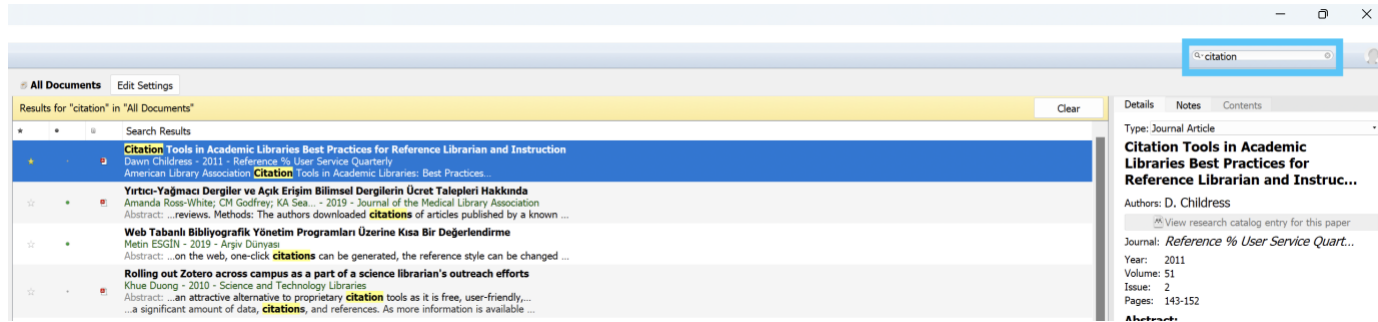 citation
All Documents Edit Settings
Results for "citation" in "All Documents" Clear
Search Results
Citation Tools in Academic Libraries Best Practices for Reference Librarian and Instruction
Dawn Childress - 2011 - Reference % User Service Quarterly
American Library Association Citation Tools in Academic Libraries: Best Practices...
Yırtıcı-Yağmacı Dergiler ve Açık Erişim Bilimsel Dergilerin Ücret Talepleri Hakkında
Amanda Ross-White; CM Godfrey; KA Sea... - 2019 - Journal of the Medical Library Association
Abstract: ...reviews. Methods: The authors downloaded citations of articles published by a known ...
Web Tabanlı Bibliyografik Yönetim Programları Üzerine Kısa Bir Değerlendirme
Metin ESGİN - 2019 - Arşiv Dünyası
Abstract: ...on the web, one-click citations can be generated, the reference style can be changed ...
Rolling out Zotero across campus as a part of a science librarian's outreach efforts
Khue Duong - 2010 - Science and Technology Libraries
Abstract: ...an attractive alternative to proprietary citation tools as it is free, user-friendly,...
...a significant amount of data, citations, and references. As more information is available ...
Details Notes Contents
Type: Journal Article
Citation Tools in Academic
Libraries Best Practices for
Reference Librarian and Instruc...
Authors: D. Childress
View research catalog entry for this paper
Journal: Reference % User Service Quart...
Year: 2011
Volume: 51
Issue: 2
Pages: 143-152
Abstract: